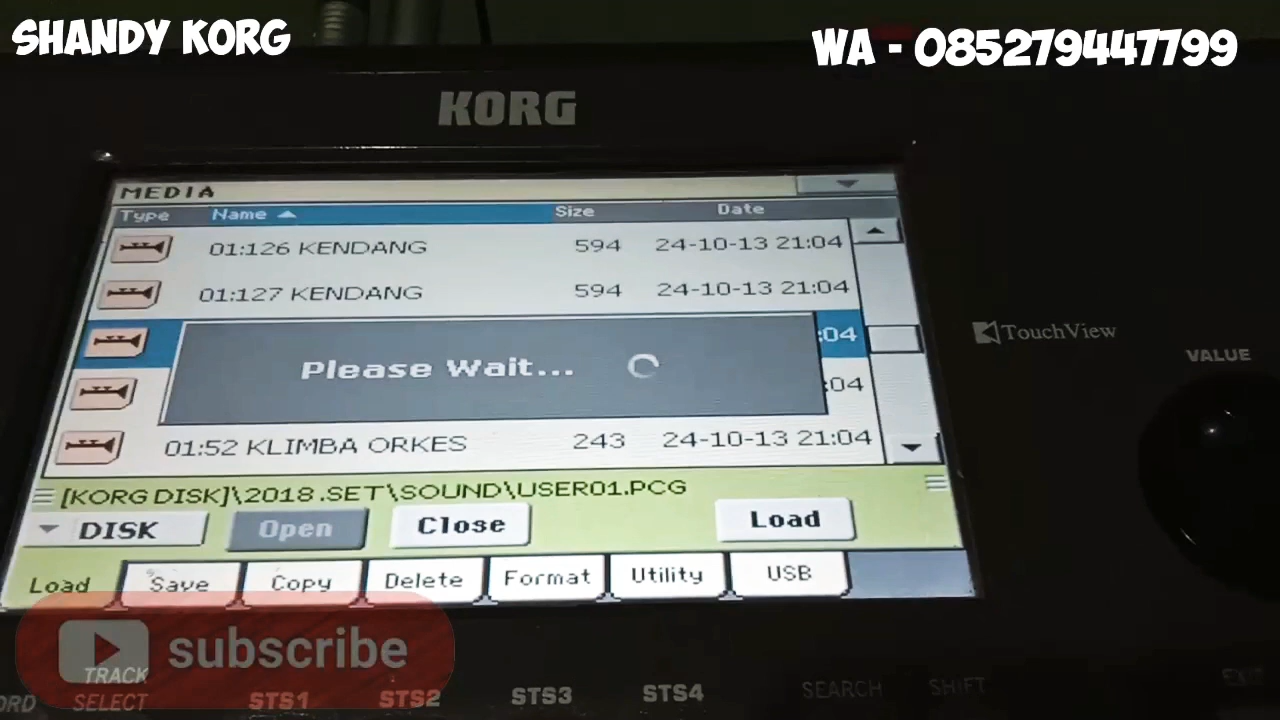 SHANDY KORG
WA - 085279447799
KORG
MEDIA
Type Name Size Date
01:126 KENDANG 594 24-10-13 21:04
01:127 KENDANG 594 24-10-13 21:04
:04
Please Wait...
:04
01:52 KLIMBA ORKES 243 24-10-13 21:04
[KORG DISK]\2018.SET\SOUND\USER01.PCG
DISK Open Close Load
Load Save Copy Delete Format Utility USB
TouchView
VALUE
subscribe
TRACK
SELECT STS1 STS2 STS3 STS4 SEARCH SHIFT EXIT